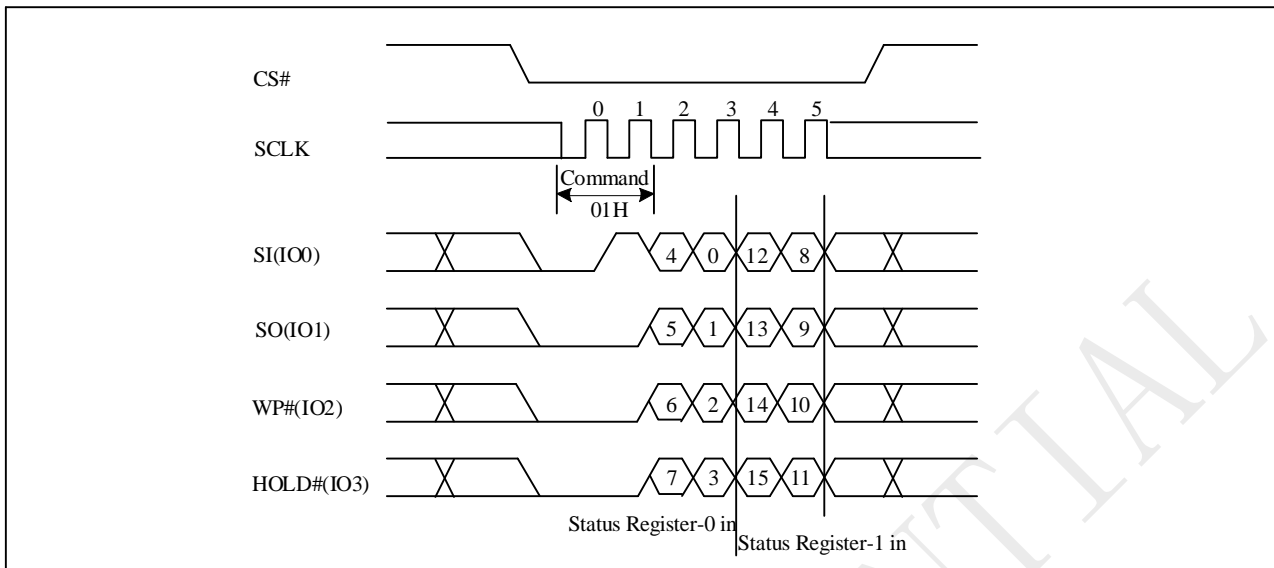 CS#
0 1 2 3 4 5
SCLK
Command
01H
SI(IO0)
4 0 12 8
SO(IO1)
5 1 13 9
WP#(IO2)
6 2 14 10
HOLD#(IO3)
7 3 15 11
Status Register-0 in
Status Register-1 in
NTIAL